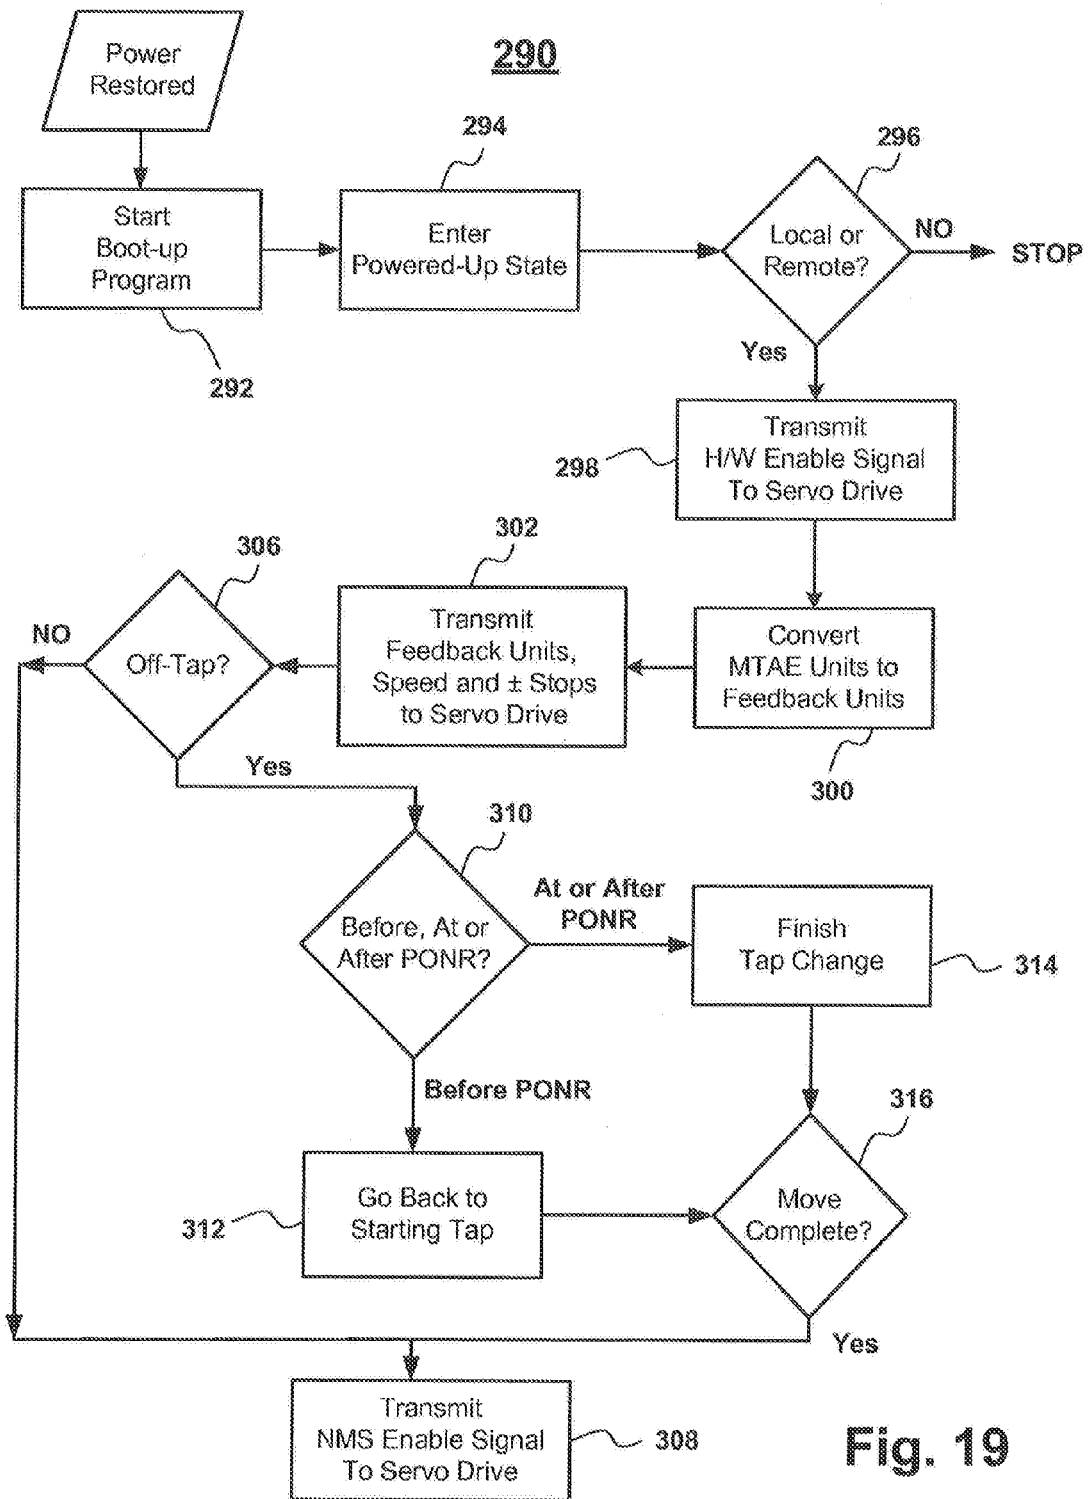 Power
Restored
290
294
296
Start
Boot-up
Program
Enter
Powered-Up State
Local or
Remote?
NO
STOP
292
Yes
298
Transmit
H/W Enable Signal
To Servo Drive
302
306
NO
Off-Tap?
Transmit
Feedback Units,
Speed and ± Stops
to Servo Drive
Convert
MTAE Units to
Feedback Units
Yes
300
310
Before, At or
After PONR?
At or After
PONR
Finish
Tap Change
314
Before PONR
316
312
Go Back to
Starting Tap
Move
Complete?
Yes
Transmit
NMS Enable Signal
To Servo Drive
308
Fig. 19